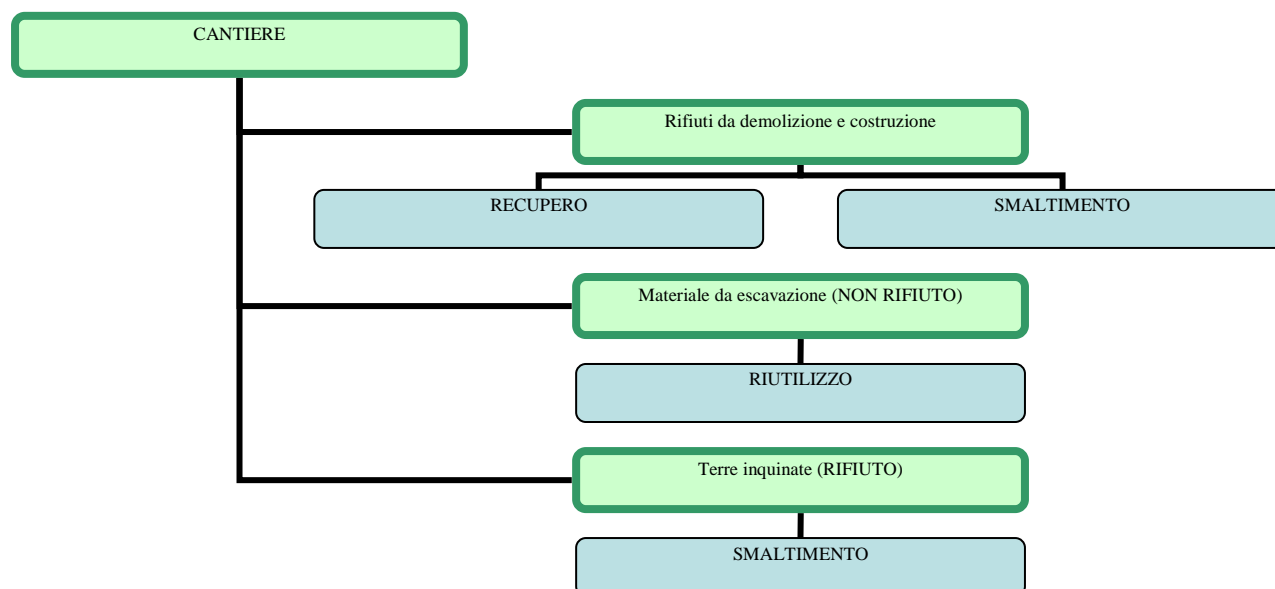 CANTIERE
Rifiuti da demolizione e costruzione
RECUPERO
SMALTIMENTO
Materiale da escavazione (NON RIFIUTO)
RIUTILIZZO
Terre inquinate (RIFIUTO)
SMALTIMENTO